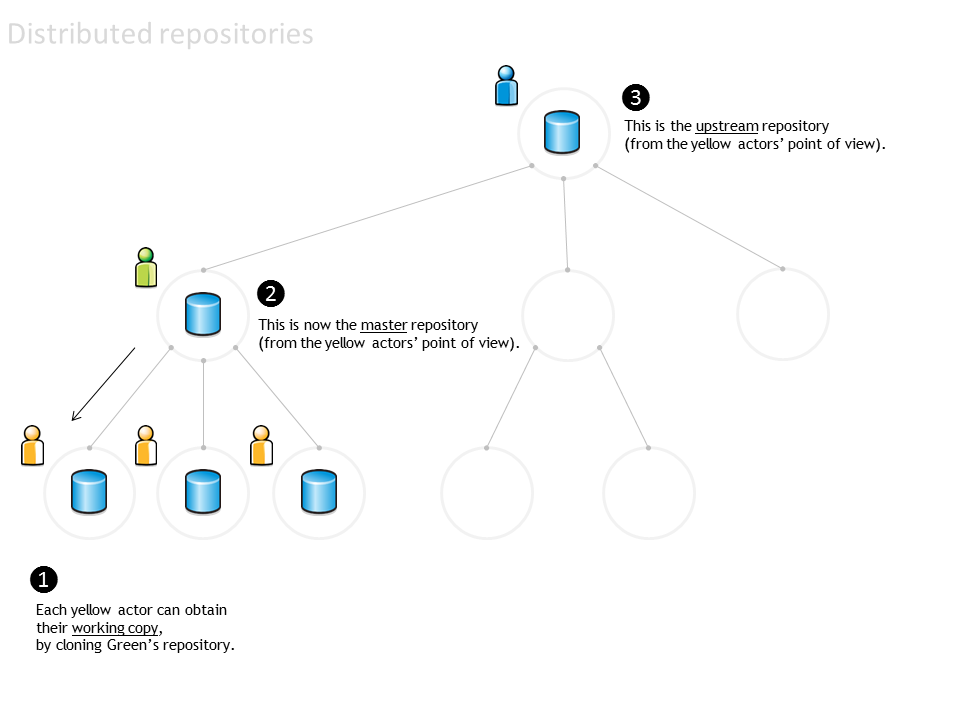 Distributed repositories
3
This is the upstream repository
(from the yellow actors’ point of view).
2
This is now the master repository
(from the yellow actors’ point of view).
1
Each yellow actor can obtain
their working copy,
by cloning Green’s repository.